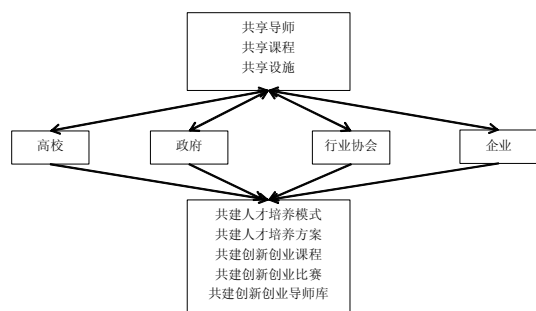 共享导师
共享课程
共享设施
高校
政府
行业协会
企业
共建人才培养模式
共建人才培养方案
共建创新创业课程
共建创新创业比赛
共建创新创业导师库